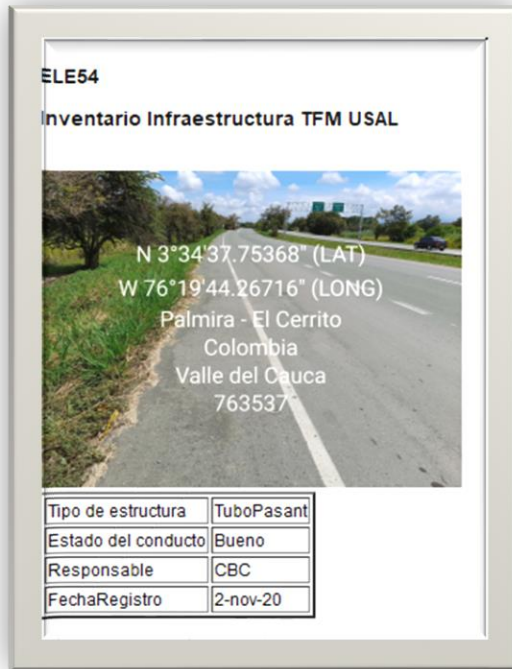 ELE54
Inventario Infraestructura TFM USAL
N 3°34'37.75368" (LAT)
W 76°19'44.26716" (LONG)
Palmira - El Cerrito
Colombia
Valle del Cauca
763537
Tipo de estructura TuboPasant
Estado del conducto Bueno
Responsable CBC
FechaRegistro 2-nov-20